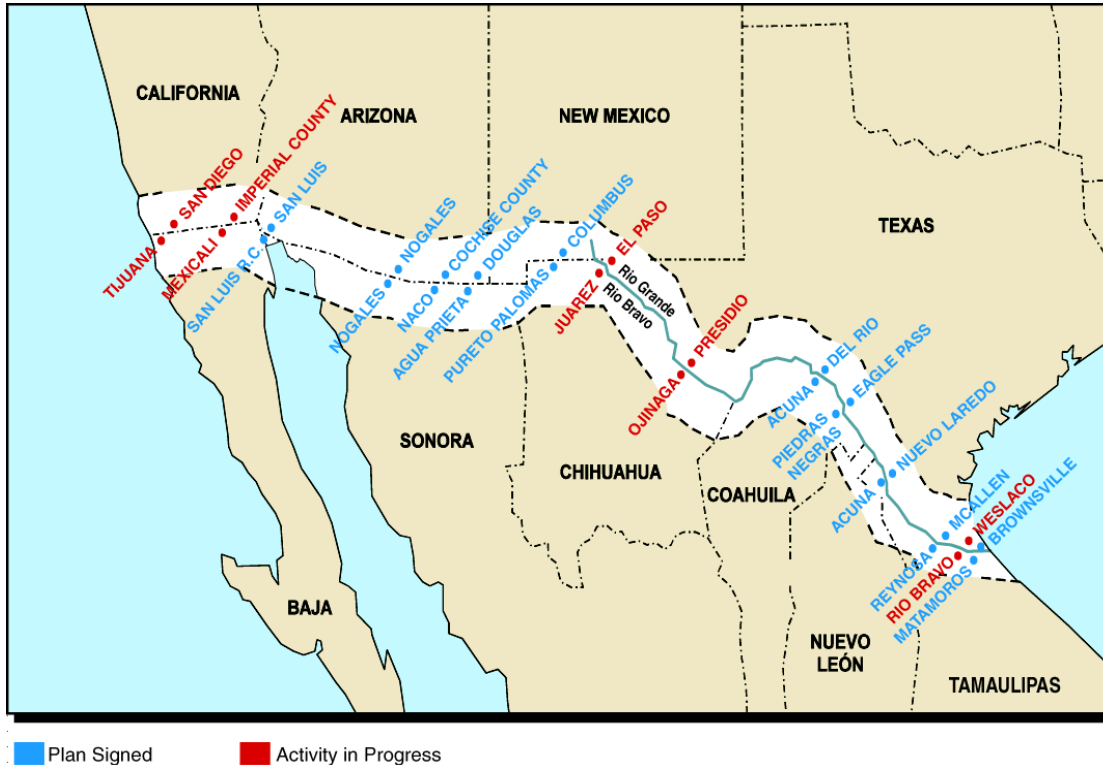 CALIFORNIA
ARIZONA
NEW MEXICO
TEXAS
SAN DIEGO
IMPERIAL COUNTY
SAN LUIS
NOGALES
COCHISE COUNTY
DOUGLAS
COLUMBUS
EL PASO
TIJUANA
MEXICALI
SAN LUIS R.C.
NOGALES
NACO
AGUA PRIETA
PURETO PALOMAS
JUAREZ
Rio Grande
Rio Bravo
PRESIDIO
OJINAGA
DEL RIO
ACUNA
EAGLE PASS
PIEDRAS
NEGRAS
NUEVO LAREDO
ACUNA
MCALLEN
WESLACO
BROWNSVILLE
REYNOSA
RIO BRAVO
MATAMOROS
SONORA
CHIHUAHUA
COAHUILA
BAJA
NUEVO
LEÓN
TAMAULIPAS
Plan Signed
Activity in Progress